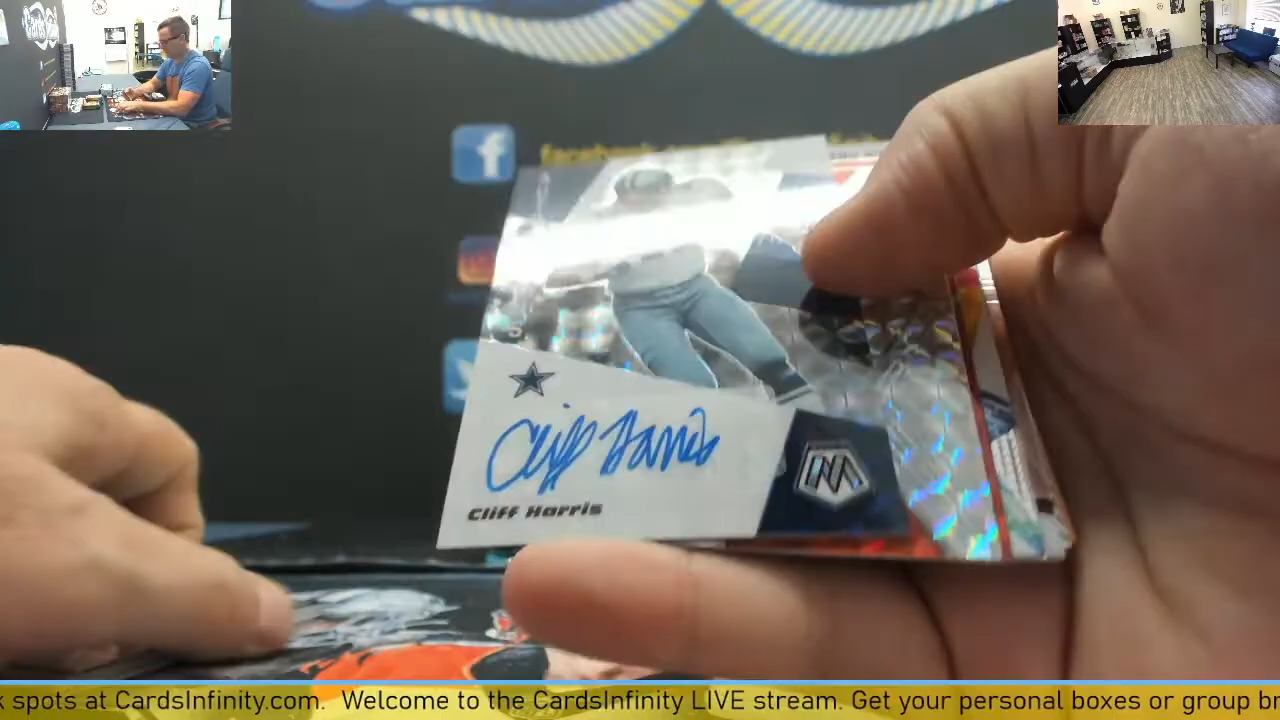 Cliff Harris
Cliff Harris
k spots at CardsInfinity.com. Welcome to the CardsInfinity LIVE stream. Get your personal boxes or group br